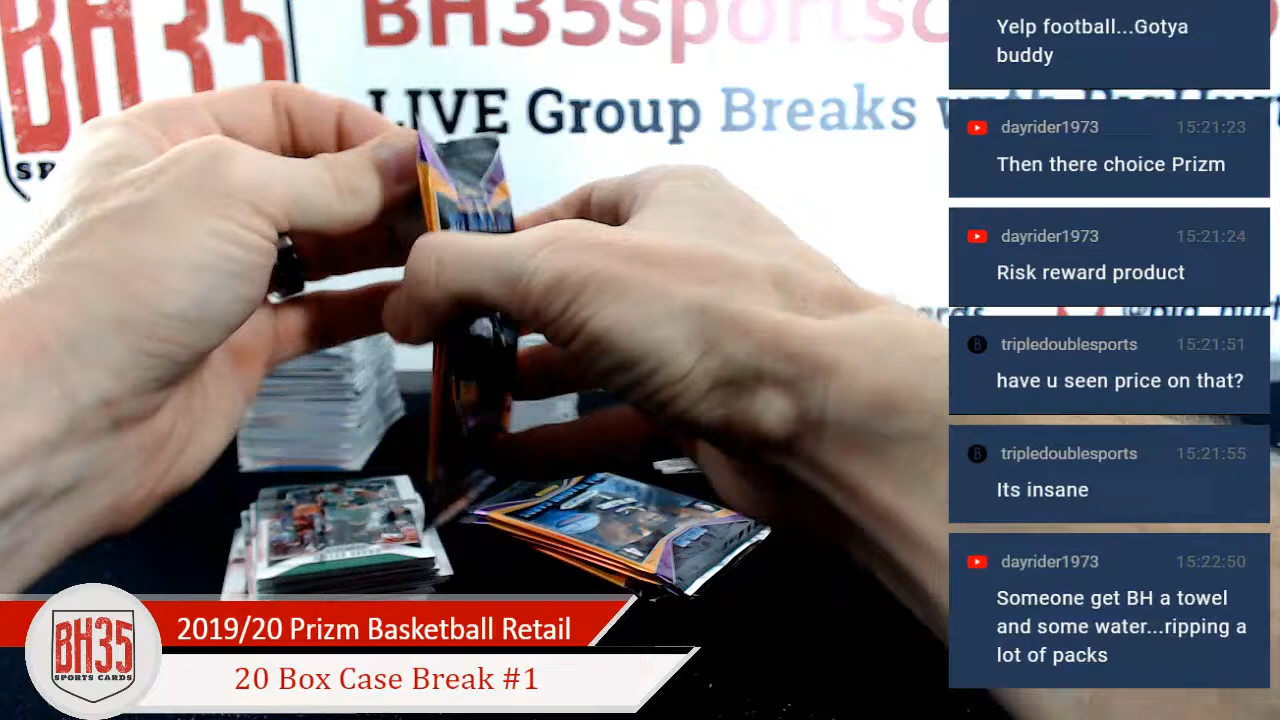 BH35
BH35sportsc
LIVE Group Breaks w
Yelp football...Gotya
buddy
dayrider1973 15:21:23
Then there choice Prizm
dayrider1973 15:21:24
Risk reward product
tripledoublesports 15:21:51
have u seen price on that?
tripledoublesports 15:21:55
Its insane
dayrider1973 15:22:50
Someone get BH a towel
and some water...ripping a
lot of packs
BH35
SPORTS CARDS
2019/20 Prizm Basketball Retail
20 Box Case Break #1